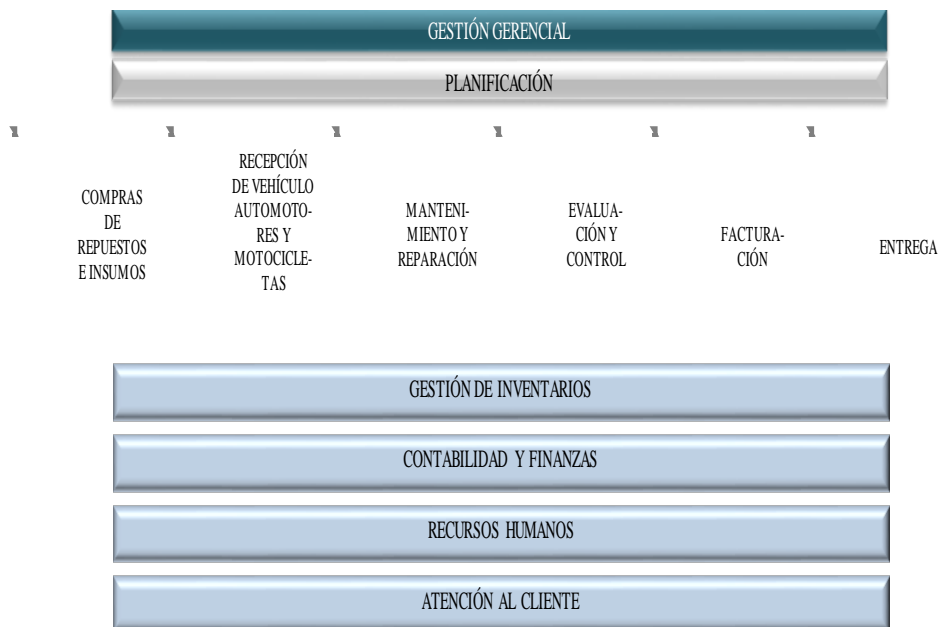 GESTIÓN GERENCIAL
PLANIFICACIÓN
COMPRAS
DE
REPUESTOS
E INSUMOS
RECEPCIÓN
DE VEHÍCULO
AUTOMOTO-
RES Y
MOTOCICLE-
TAS
MANTENI-
MIENTO Y
REPARACIÓN
EVALUA-
CIÓN Y
CONTROL
FACTURA-
CIÓN
ENTREGA
GESTIÓN DE INVENTARIOS
CONTABILIDAD Y FINANZAS
RECURSOS HUMANOS
ATENCIÓN AL CLIENTE